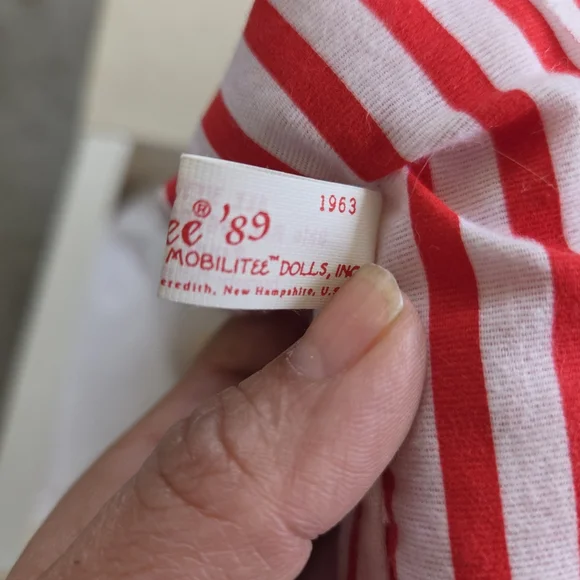 1963
ee® '89
MOBILITEE™ DOLLS, INC
eredith, New Hampshire, U.S